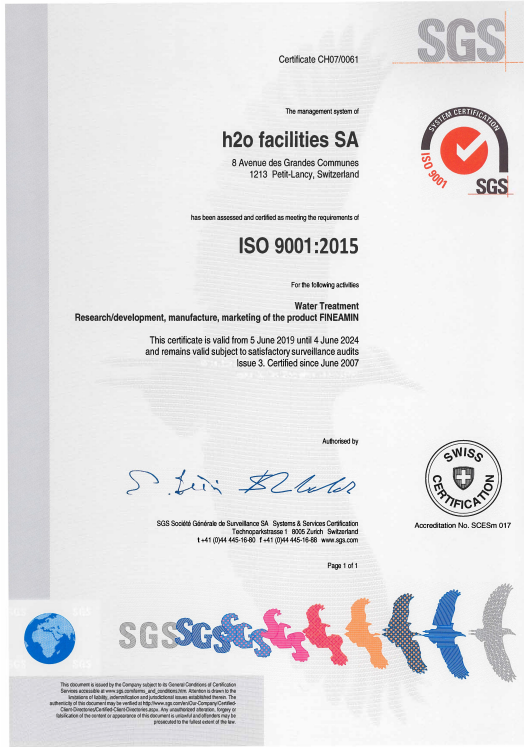 SGS
Certificate CH07/0061
The management system of
h2o facilities SA
8 Avenue des Grandes Communes
1213 Petit-Lancy, Switzerland
SYSTEM CERTIFICATION
ISO 9001
SGS
has been assessed and certified as meeting the requirements of
ISO 9001:2015
For the following activities
Water Treatment
Research/development, manufacture, marketing of the product FINEAMIN
This certificate is valid from 5 June 2019 until 4 June 2024
and remains valid subject to satisfactory surveillance audits
Issue 3. Certified since June 2007
Authorised by
SWISS
CERTIFICATION
Accreditation No. SCESm 017
SGS Société Générale de Surveillance SA Systems & Services Certification
Technoparkstrasse 1 8005 Zurich Switzerland
t +41 (0)44 445-16-80 f +41 (0)44 445-16-88 www.sgs.com
Page 1 of 1
SGSSGSGS
This document is issued by the Company subject to its General Conditions of Certification
Services accessible at www.sgs.com/terms_and_conditions.htm. Attention is drawn to the
limitations of liability, indemnification and jurisdictional issues established therein. The
authenticity of this document may be verified at http://www.sgs.com/en/Our-Company/Certified-
Client-Directories/Certified-Client-Directories.aspx. Any unauthorized alteration, forgery or
falsification of the content or appearance of this document is unlawful and offenders may be
prosecuted to the fullest extent of the law.